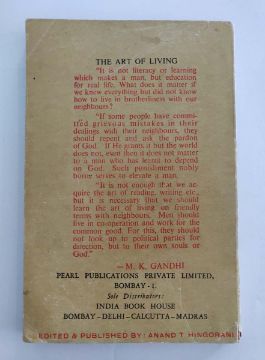 THE ART OF LIVING
"It is not literacy or learning
which makes a man, but education
for real life. What does it matter if
we knew everything but did not know
how to live in brotherliness with our
neighbours?
"If some people have commit-
ted grievous mistakes in their
dealings with their neighbours, they
should repent and ask the pardon
of God. If He grants it but the world
does not, even then it does not matter
to a man who has learnt to depend
on God. Such punishment nobly
borne serves to elevate a man.
"It is not enough that we ac-
quire the art of reading, writing etc.,
but it is necessary that we should
learn the art of living on friendly
terms with neighbours. Men should
live in co-operation and work for the
common good. For this, they should
not look up to political parties for
direction, but to their own souls or
God."
—M. K. GANDHI
PEARL PUBLICATIONS PRIVATE LIMITED,
BOMBAY-1.
Sole Distributors:
INDIA BOOK HOUSE
BOMBAY–DELHI–CALCUTTA–MADRAS
EDITED & PUBLISHED BY: ANAND T. HINGORANI